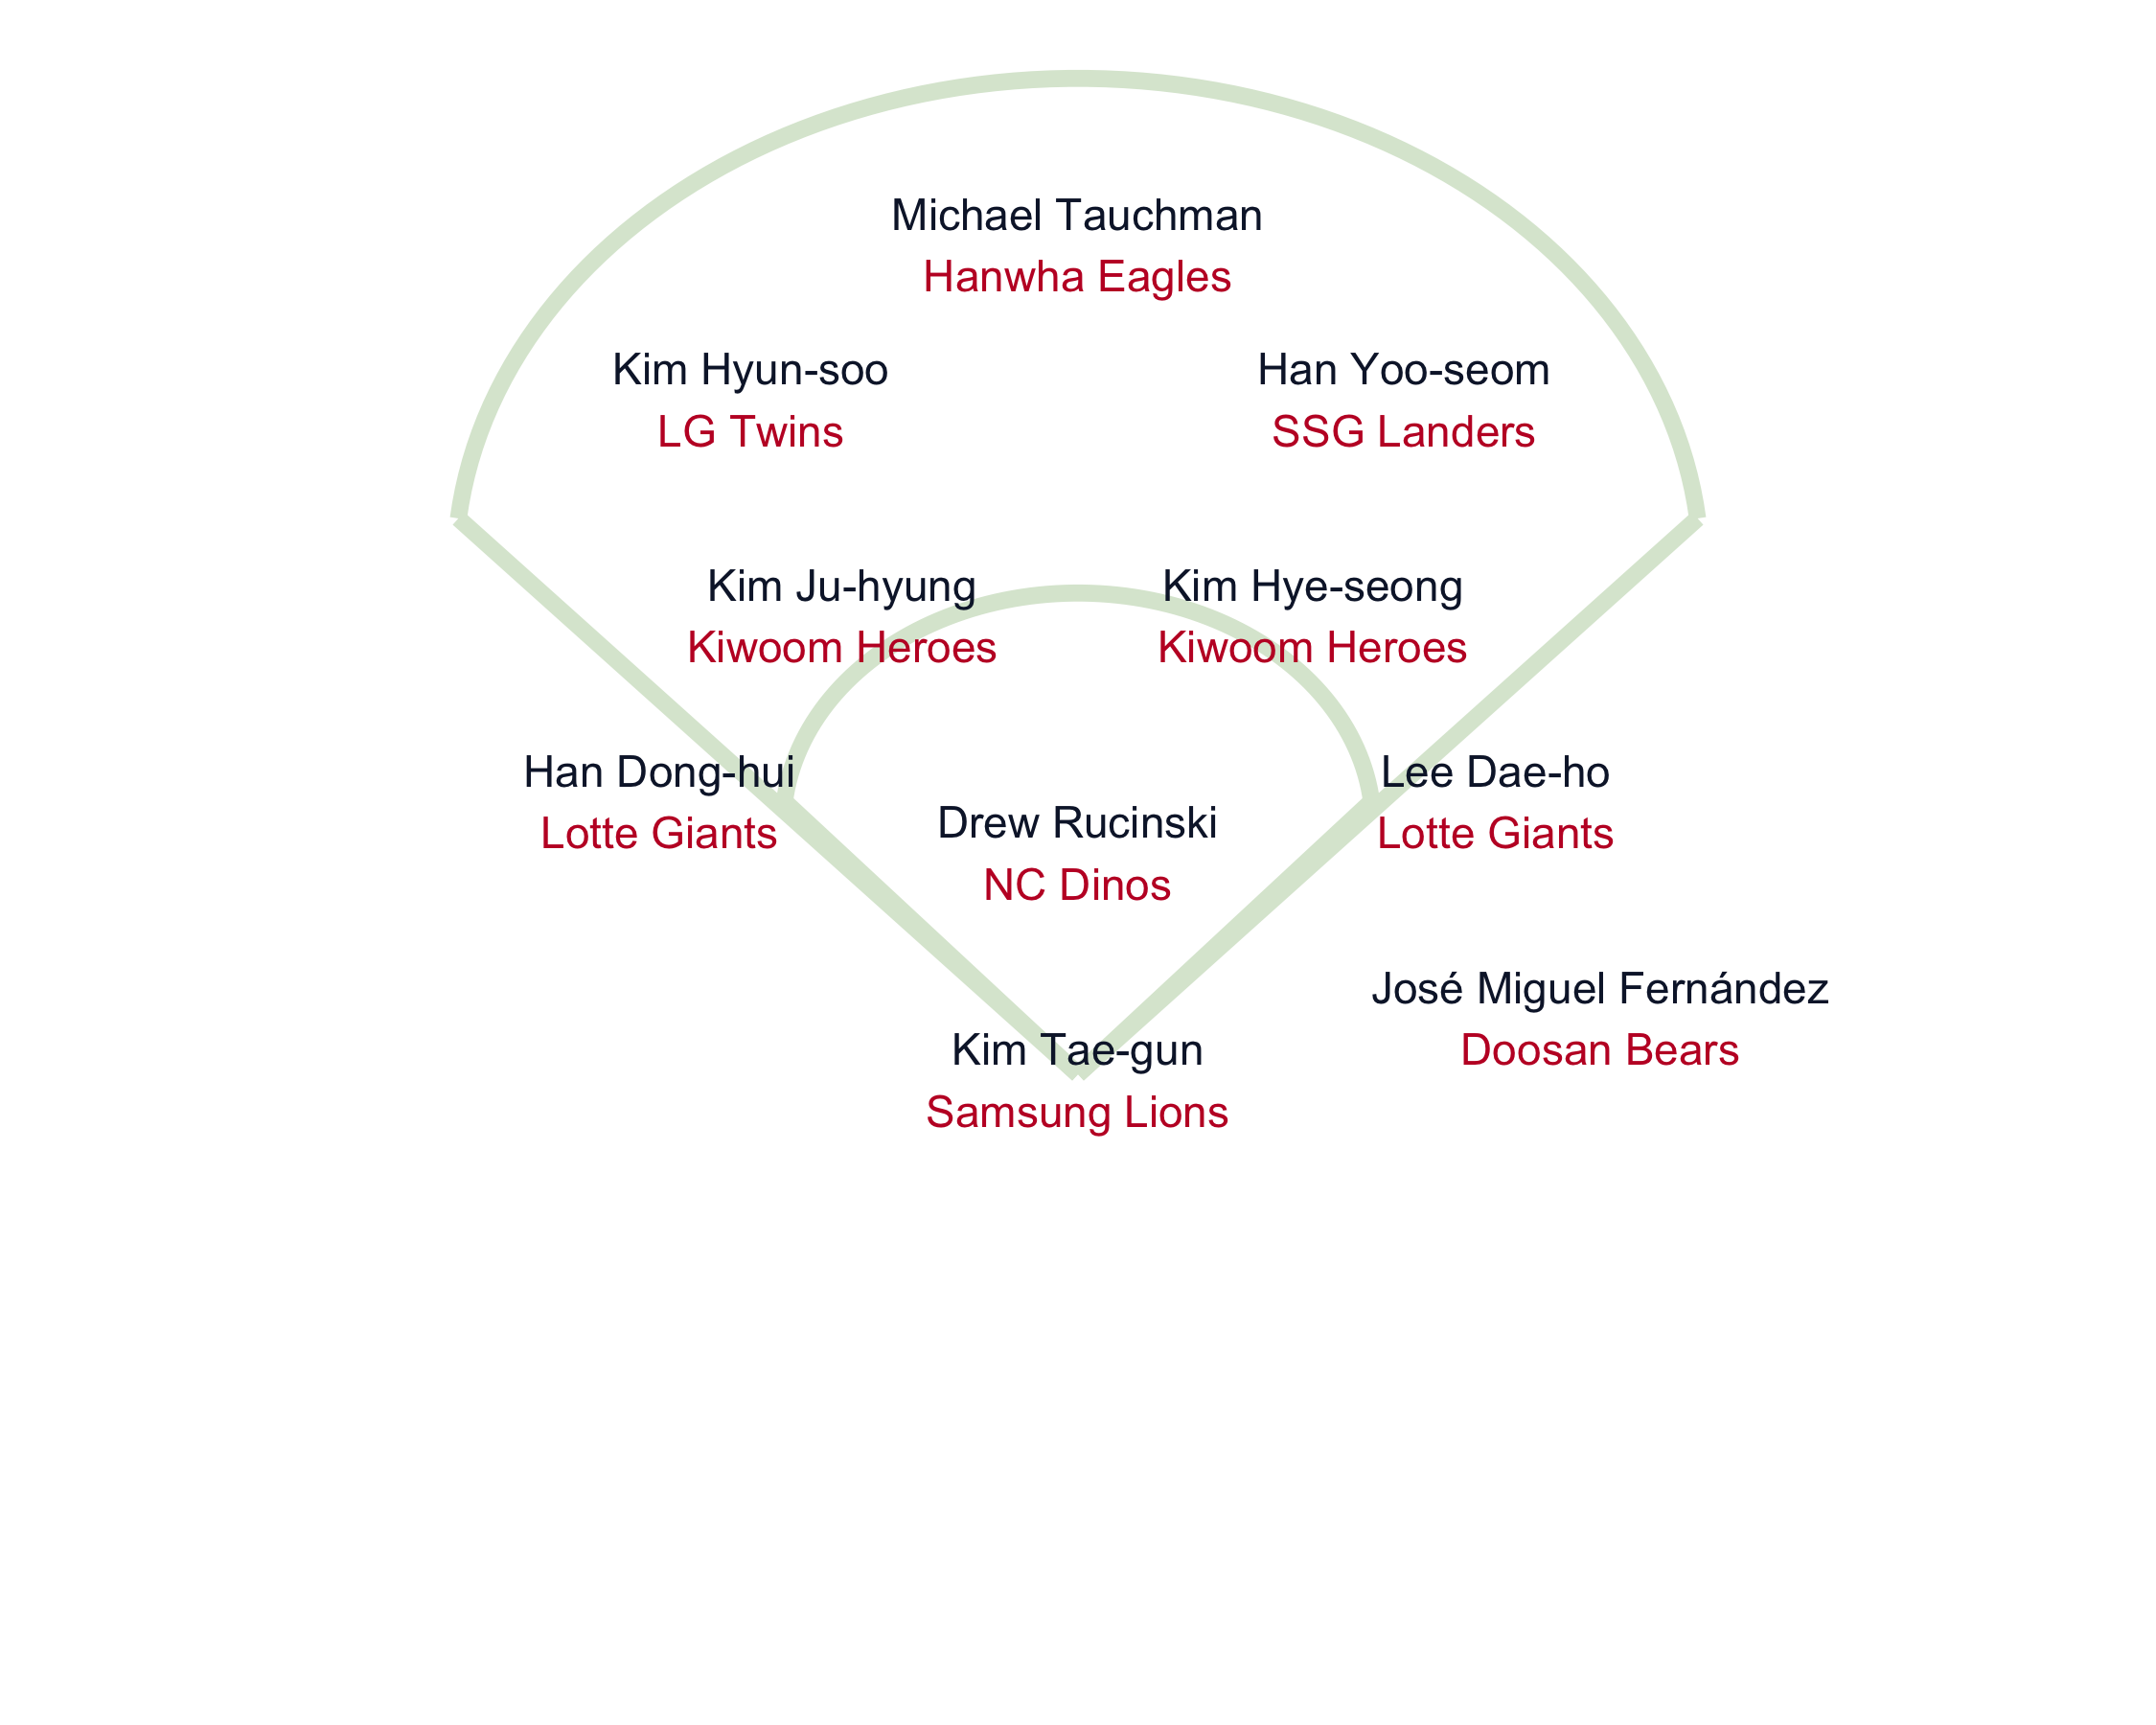 Michael Tauchman
Hanwha Eagles
Kim Hyun-soo
LG Twins
Han Yoo-seom
SSG Landers
Kim Ju-hyung
Kiwoom Heroes
Kim Hye-seong
Kiwoom Heroes
Han Dong-hui
Lotte Giants
Drew Rucinski
NC Dinos
Lee Dae-ho
Lotte Giants
José Miguel Fernández
Doosan Bears
Kim Tae-gun
Samsung Lions